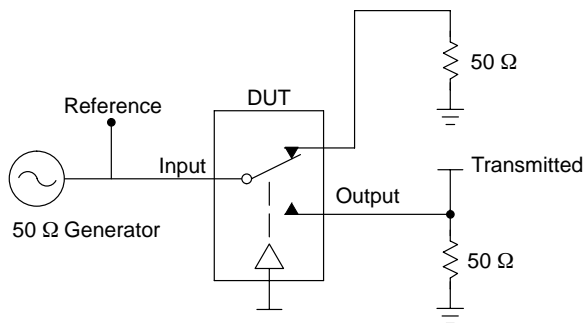 50 Ω
Reference
DUT
Input
Transmitted
Output
50 Ω Generator
50 Ω